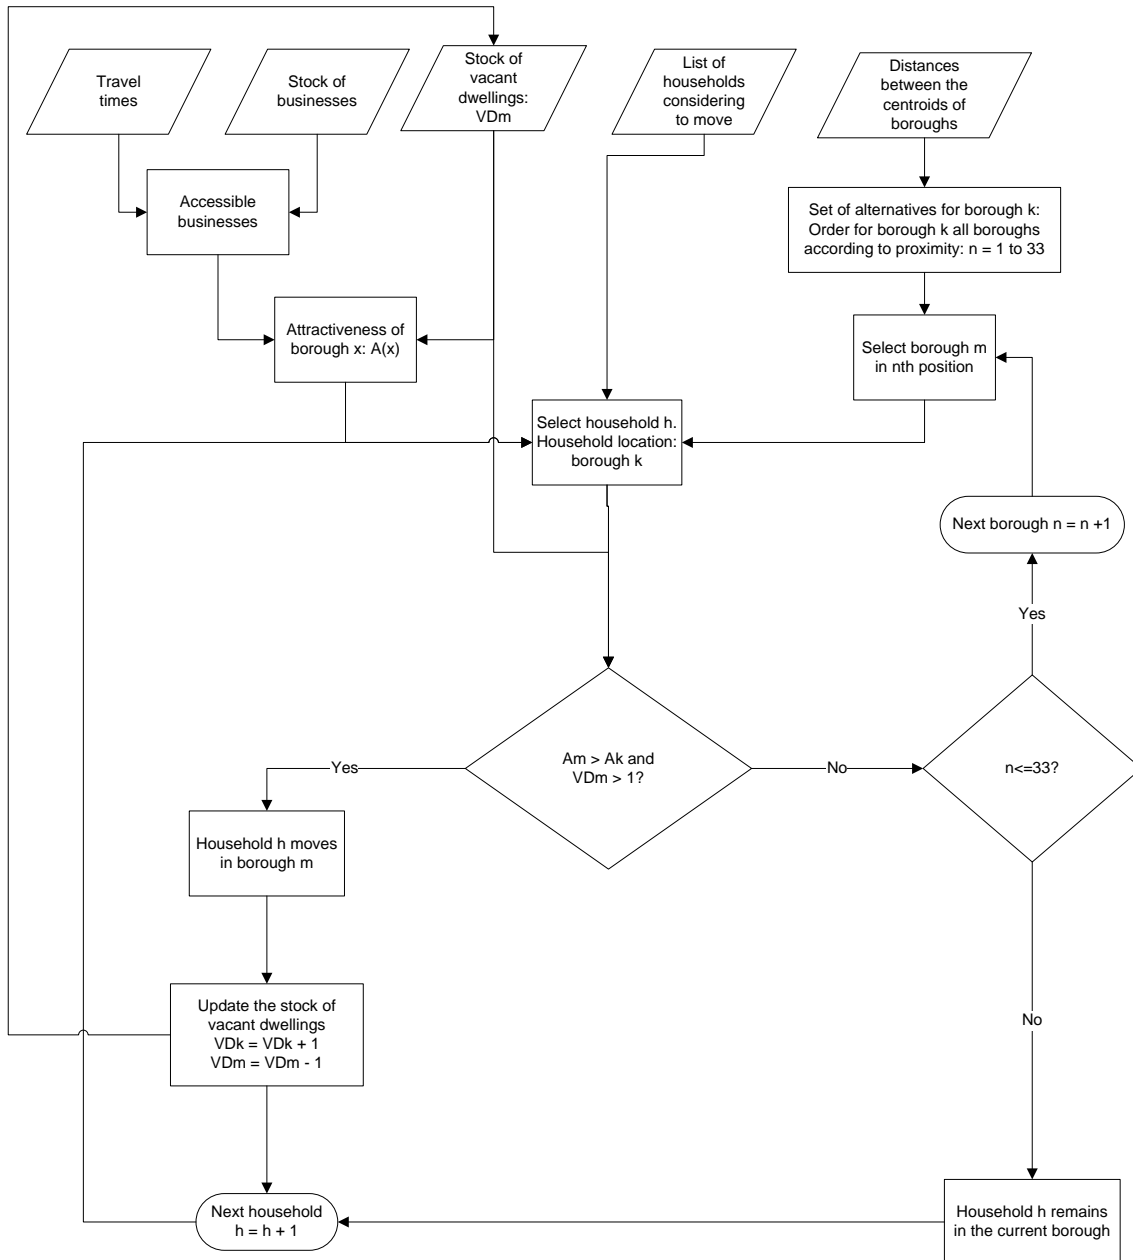 Travel
times
Stock of
businesses
Stock of
vacant
dwellings:
VDm
List of
households
considering
to move
Distances
between the
centroids of
boroughs
Accessible
businesses
Set of alternatives for borough k:
Order for borough k all boroughs
according to proximity: n = 1 to 33
Attractiveness of
borough x: A(x)
Select borough m
in nth position
Select household h.
Household location:
borough k
Next borough n = n +1
Yes
Am > Ak and
VDm > 1?
Yes
No
n<=33?
Household h moves
in borough m
Update the stock of
vacant dwellings
VDk = VDk + 1
VDm = VDm - 1
No
Next household
h = h + 1
Household h remains
in the current borough